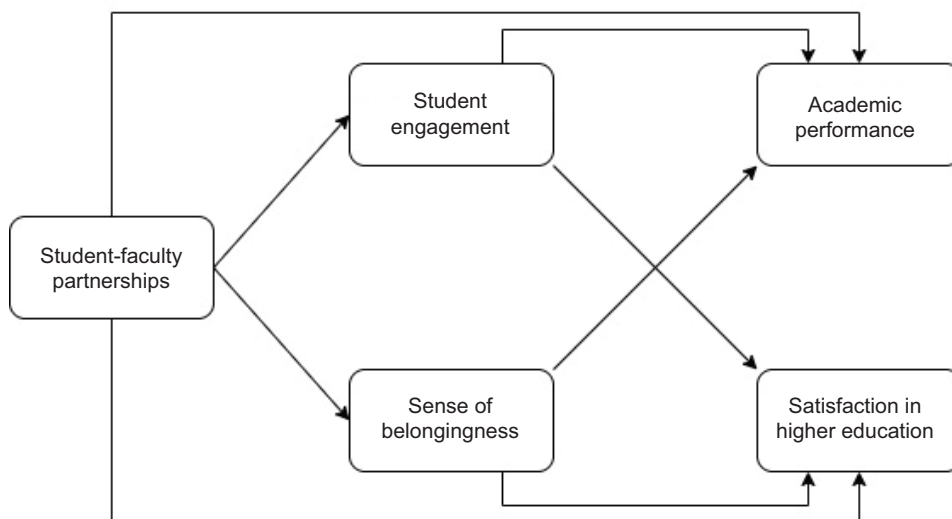 Student
engagement
Academic
performance
Student-faculty
partnerships
Sense of
belongingness
Satisfaction in
higher education